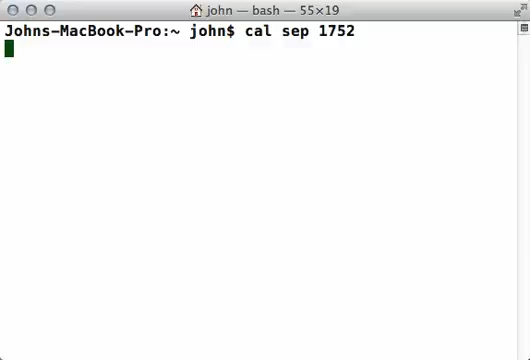 john — bash — 55×19
Johns-MacBook-Pro:~ john$ cal sep 1752